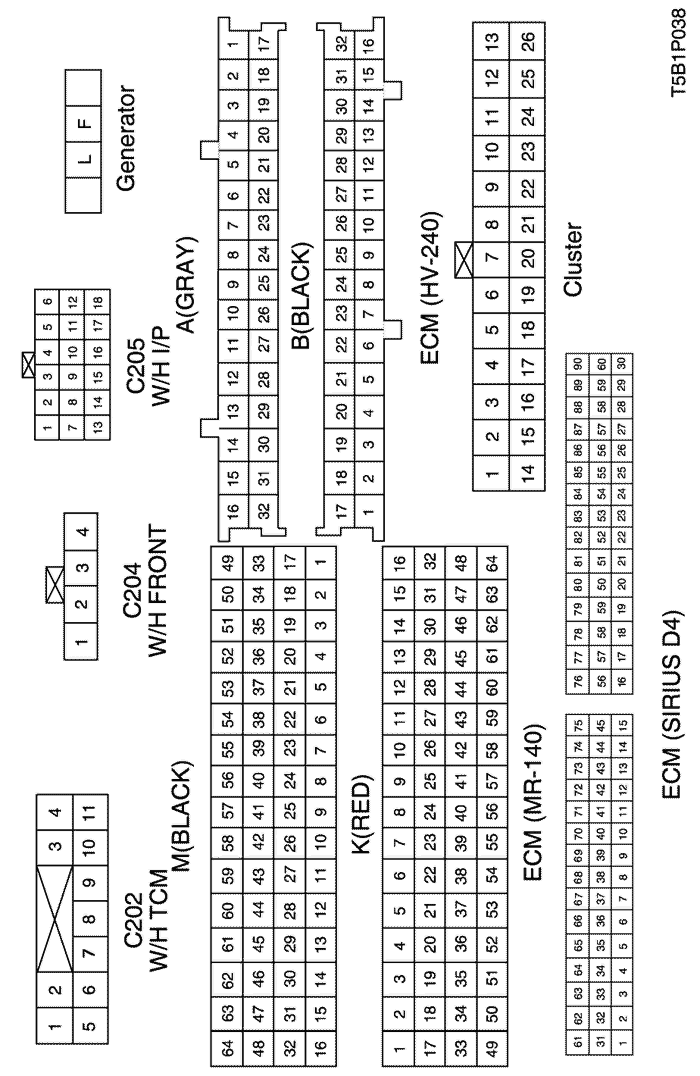 1 2 3 4
5 6 7 8 9 10 11
C202
W/H TCM
1 2 3 4
C204
W/H FRONT
1 2 3 4 5 6
7 8 9 10 11 12
13 14 15 16 17 18
C205
W/H I/P
L F
Generator
M(BLACK)
64 63 62 61 60 59 58 57 56 55 54 53 52 51 50 49
48 47 46 45 44 43 42 41 40 39 38 37 36 35 34 33
32 31 30 29 28 27 26 25 24 23 22 21 20 19 18 17
16 15 14 13 12 11 10 9 8 7 6 5 4 3 2 1
A(GRAY)
16 15 14 13 12 11 10 9 8 7 6 5 4 3 2 1
32 31 30 29 28 27 26 25 24 23 22 21 20 19 18 17
K(RED)
1 2 3 4 5 6 7 8 9 10 11 12 13 14 15 16
17 18 19 20 21 22 23 24 25 26 27 28 29 30 31 32
33 34 35 36 37 38 39 40 41 42 43 44 45 46 47 48
49 50 51 52 53 54 55 56 57 58 59 60 61 62 63 64
ECM (MR-140)
B(BLACK)
17 18 19 20 21 22 23 24 25 26 27 28 29 30 31 32
1 2 3 4 5 6 7 8 9 10 11 12 13 14 15 16
ECM (HV-240)
1 2 3 4 5 6 7 8 9 10 11 12 13
14 15 16 17 18 19 20 21 22 23 24 25 26
Cluster
61 62 63 64 65 66 67 68 69 70 71 72 73 74 75
31 32 33 34 35 36 37 38 39 40 41 42 43 44 45
1 2 3 4 5 6 7 8 9 10 11 12 13 14 15
76 77 78 79 80 81 82 83 84 85 86 87 88 89 90
56 57 58 59 50 51 52 53 54 55 56 57 58 59 60
16 17 18 19 20 21 22 23 24 25 26 27 28 29 30
ECM (SIRIUS D4)
T5B1P038